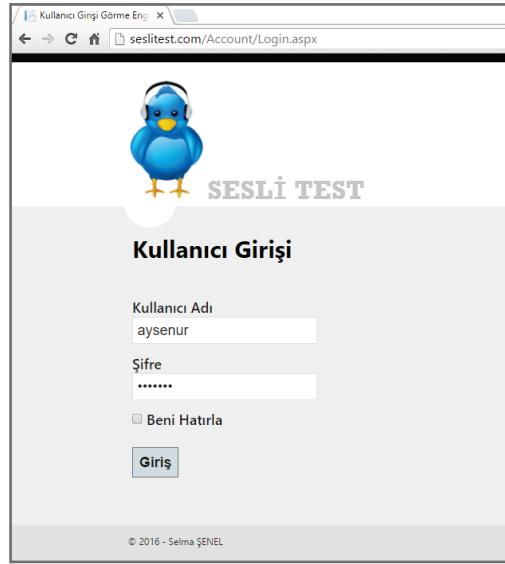 Kullanıcı Girişi Görme Eng
seslitest.com/Account/Login.aspx
SESLİ TEST
Kullanıcı Girişi
Kullanıcı Adı
aysenur
Şifre
•••••••
Beni Hatırla
Giriş
© 2016 - Selma ŞENEL